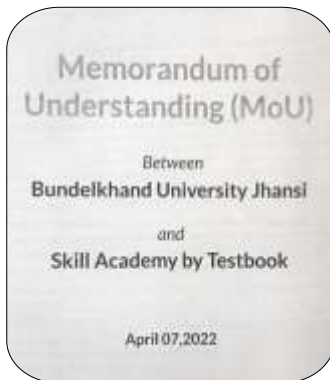 Memorandum of
Understanding (MoU)
Between
Bundelkhand University Jhansi
and
Skill Academy by Testbook
April 07,2022